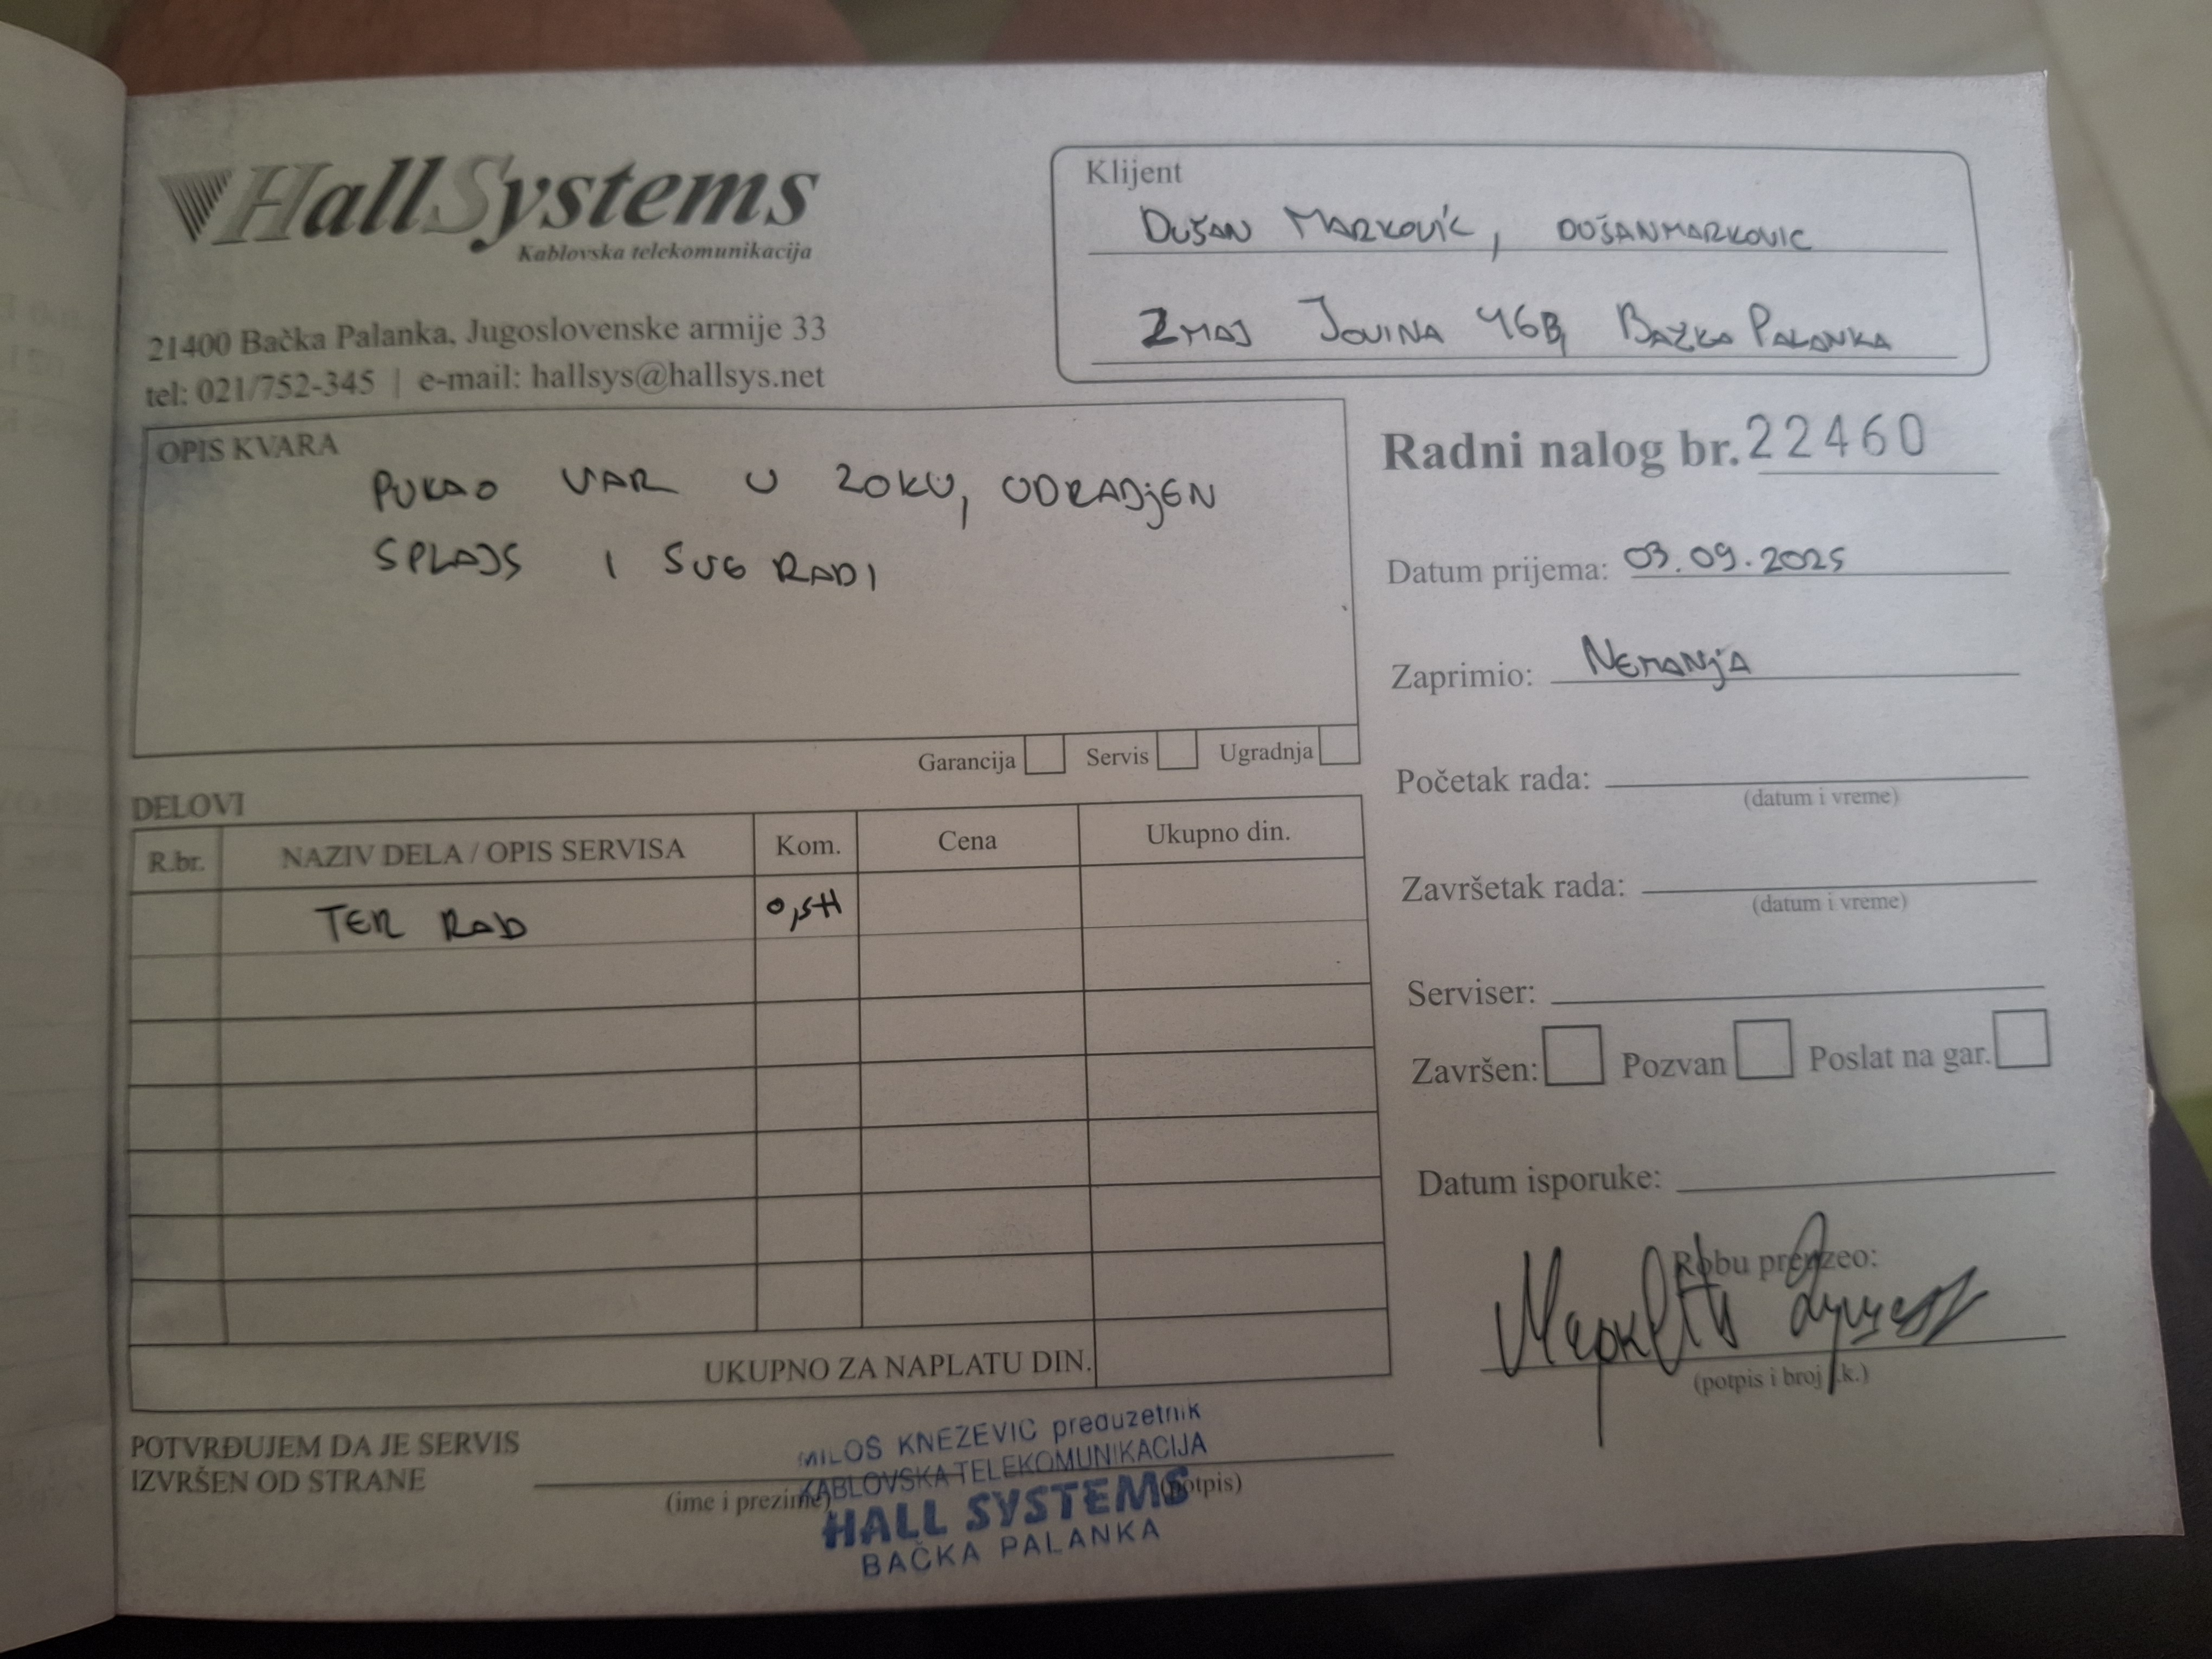 HallSystems
Kablovska telekomunikacija
21400 Bačka Palanka, Jugoslovenske armije 33
tel: 021/752-345 | e-mail: hallsys@hallsys.net
Klijent
DUŠAN MARKOVIĆ, DUŠANMARKOVIC
ZMAJ JOVINA 46B, BAČKA PALANKA
OPIS KVARA
PUKAO VAR U ZOKU, ODRADJEN
SPLAJS I SVE RADI
Garancija Servis Ugradnja
Radni nalog br. 22460
Datum prijema: 03.09.2025
Zaprimio: NEMANJA
Početak rada:
(datum i vreme)
Završetak rada:
(datum i vreme)
Serviser:
Završen: Pozvan Poslat na gar.
Datum isporuke:
Robu preuzeo:
(potpis i broj l.k.)
DELOVI
R.br. NAZIV DELA / OPIS SERVISA Kom. Cena Ukupno din.
TER RAD 0,5H
UKUPNO ZA NAPLATU DIN.
POTVRĐUJEM DA JE SERVIS
IZVRŠEN OD STRANE
(ime i prezime) (potpis)
MILOŠ KNEZEVIC preduzetnik
KABLOVSKA TELEKOMUNIKACIJA
HALL SYSTEMS
BAČKA PALANKA